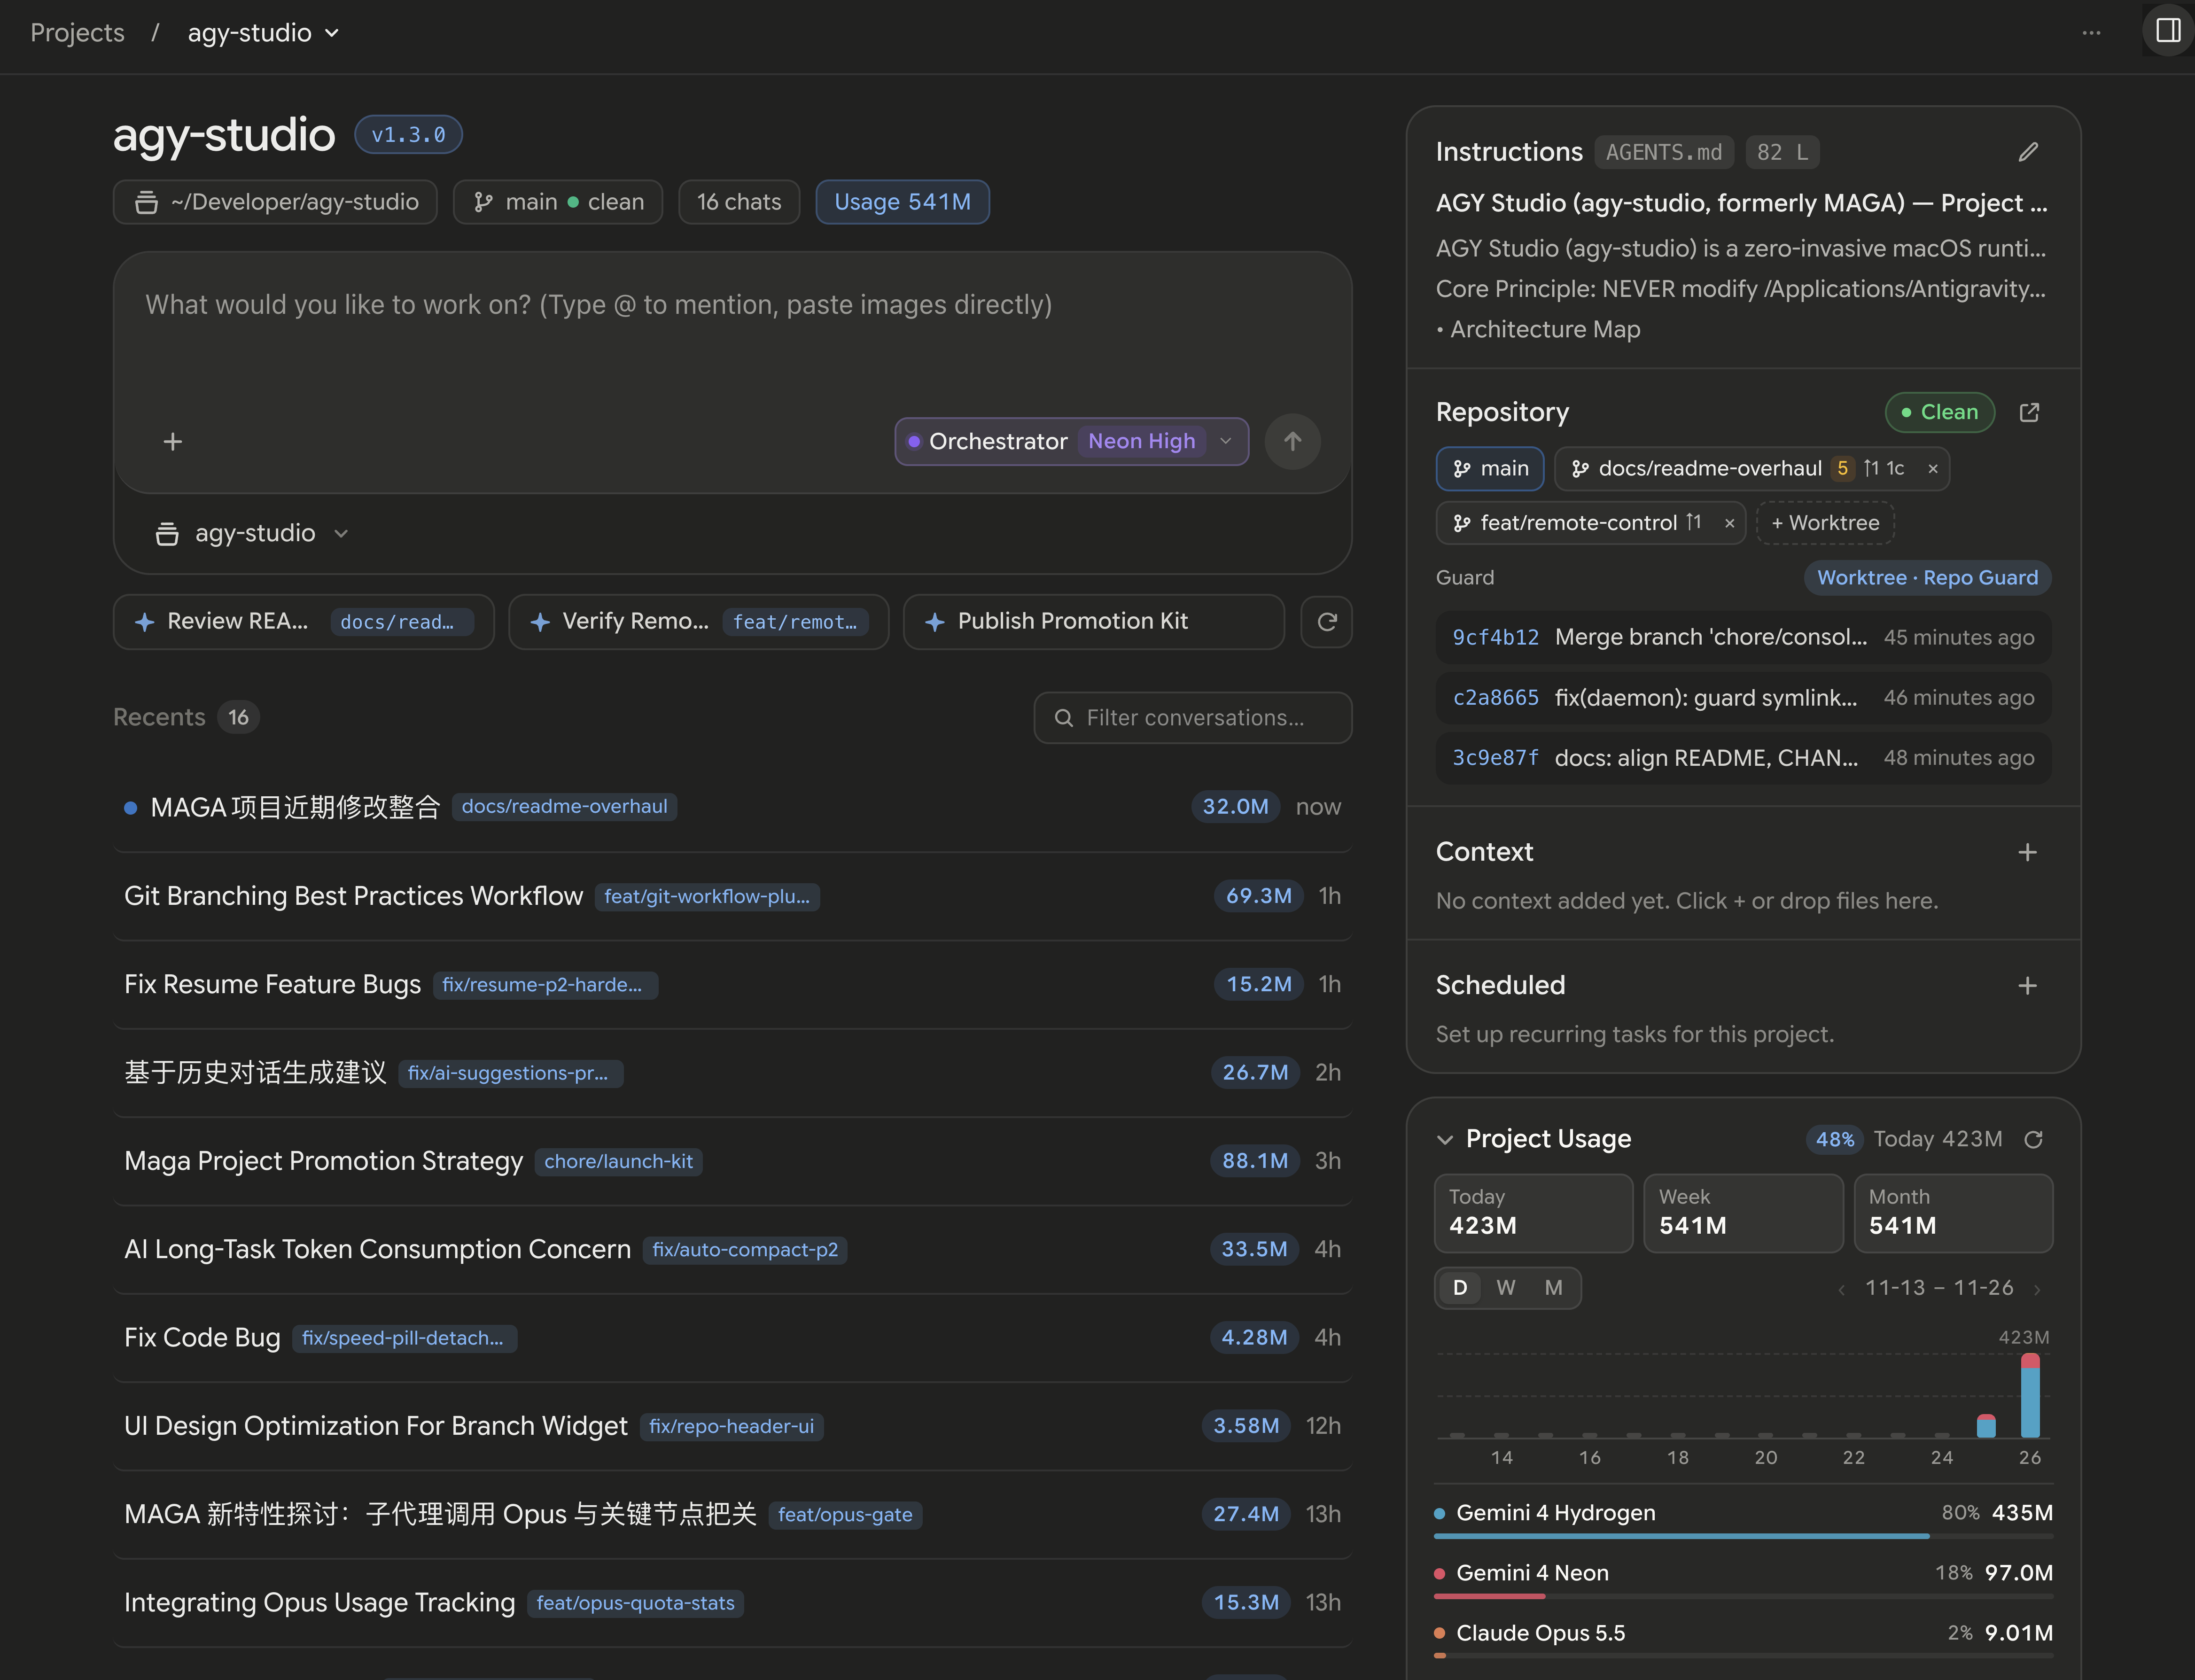 Projects / agy-studio
agy-studio v1.3.0
~/Developer/agy-studio main clean 16 chats Usage 541M
What would you like to work on? (Type @ to mention, paste images directly)
Orchestrator Neon High
agy-studio
Review REA... docs/read... Verify Remo... feat/remot... Publish Promotion Kit
Recents 16 Filter conversations...
MAGA 项目近期修改整合 docs/readme-overhaul 32.0M now
Git Branching Best Practices Workflow feat/git-workflow-plu... 69.3M 1h
Fix Resume Feature Bugs fix/resume-p2-harde... 15.2M 1h
基于历史对话生成建议 fix/ai-suggestions-pr... 26.7M 2h
Maga Project Promotion Strategy chore/launch-kit 88.1M 3h
AI Long-Task Token Consumption Concern fix/auto-compact-p2 33.5M 4h
Fix Code Bug fix/speed-pill-detach... 4.28M 4h
UI Design Optimization For Branch Widget fix/repo-header-ui 3.58M 12h
MAGA 新特性探讨：子代理调用 Opus 与关键节点把关 feat/opus-gate 27.4M 13h
Integrating Opus Usage Tracking feat/opus-quota-stats 15.3M 13h
Instructions AGENTS.md 82 L
AGY Studio (agy-studio, formerly MAGA) — Project ...
AGY Studio (agy-studio) is a zero-invasive macOS runti...
Core Principle: NEVER modify /Applications/Antigravity...
• Architecture Map
Repository Clean
main docs/readme-overhaul 5 ↑1 1c ×
feat/remote-control ↑1 × + Worktree
Guard Worktree · Repo Guard
9cf4b12 Merge branch 'chore/consol... 45 minutes ago
c2a8665 fix(daemon): guard symlink... 46 minutes ago
3c9e87f docs: align README, CHAN... 48 minutes ago
Context +
No context added yet. Click + or drop files here.
Scheduled +
Set up recurring tasks for this project.
Project Usage 48% Today 423M
Today Week Month
423M 541M 541M
D W M ‹ 11-13 – 11-26 ›
423M
14 16 18 20 22 24 26
Gemini 4 Hydrogen 80% 435M
Gemini 4 Neon 18% 97.0M
Claude Opus 5.5 2% 9.01M